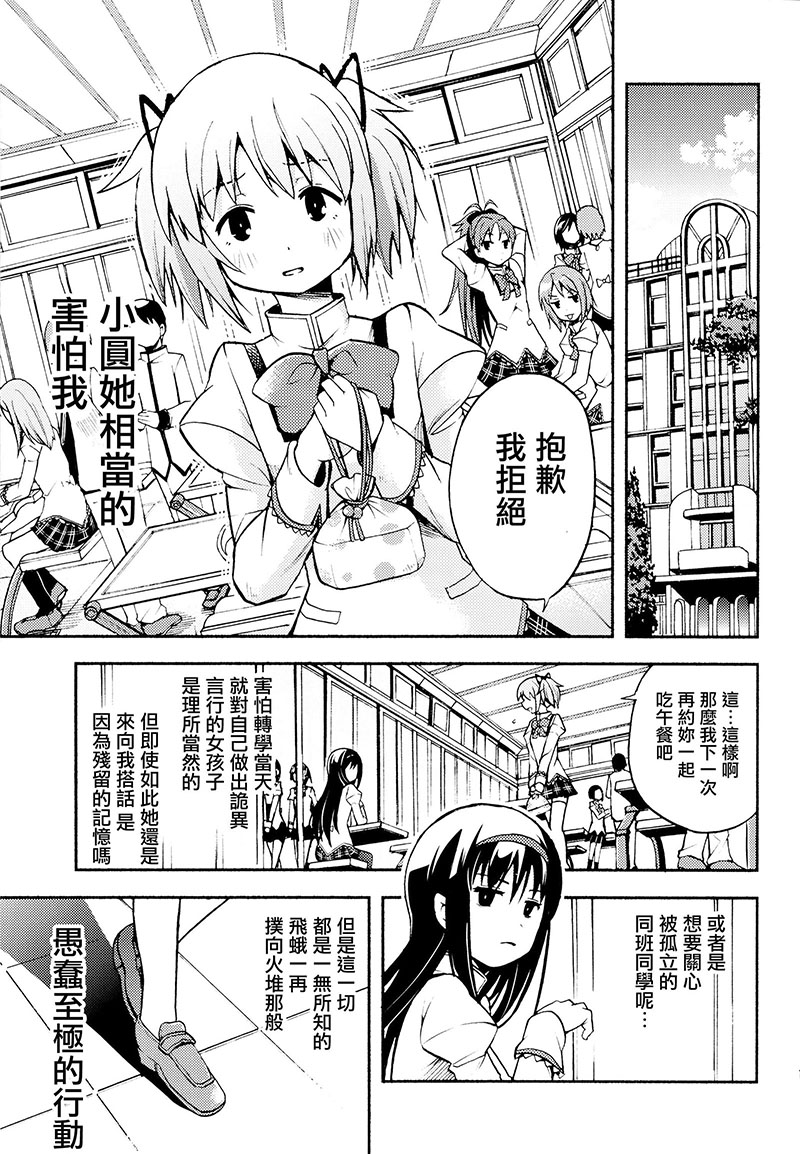 抱歉
我拒絕
小圓她相當的
害怕我
這…這樣啊
那麼我下一次
再約妳一起
吃午餐吧
害怕轉學當天
就對自己做出詭異
言行的女孩子
是理所當然的
但即使如此她還是
來向我搭話 是
因為殘留的記憶嗎
或者是
想要關心
被孤立的
同班同學呢…
但是這一切
都是一無所知的
飛蛾一再
撲向火堆那般
愚蠢至極的行動